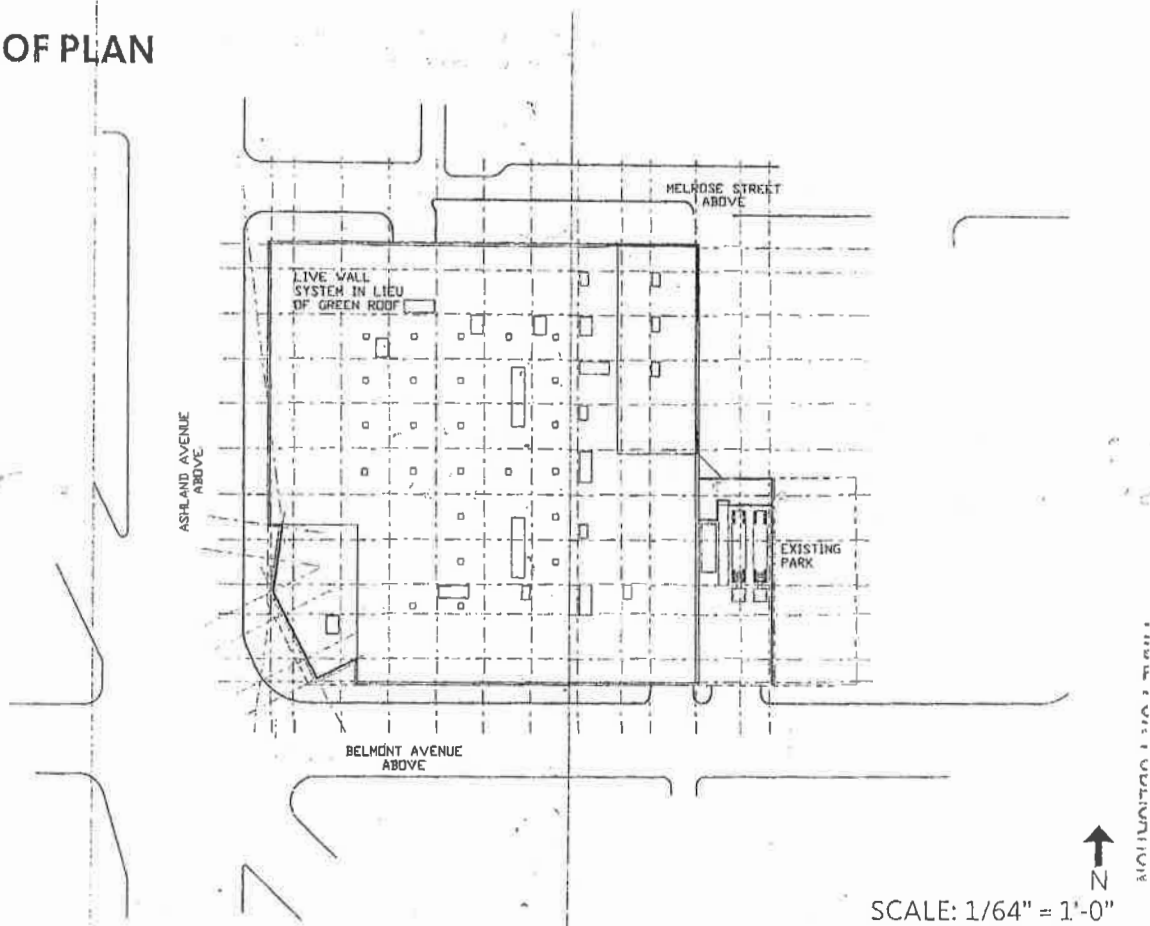 OF PLAN
MELROSE STREET
ABOVE
LIVE WALL
SYSTEM IN LIEU
OF GREEN ROOF
ASHLAND AVENUE
ABOVE
EXISTING
PARK
BELMONT AVENUE
ABOVE
N
SCALE: 1/64" = 1'-0"